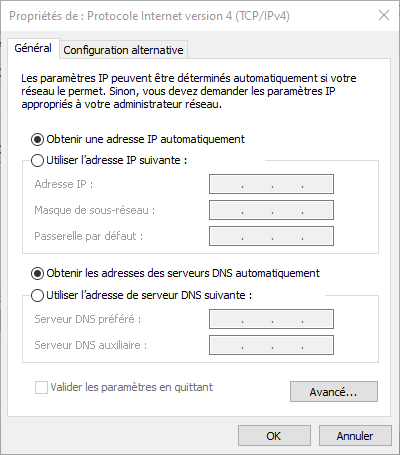 Propriétés de : Protocole Internet version 4 (TCP/IPv4)
Général
Configuration alternative
Les paramètres IP peuvent être déterminés automatiquement si votre
réseau le permet. Sinon, vous devez demander les paramètres IP
appropriés à votre administrateur réseau.
Obtenir une adresse IP automatiquement
Utiliser l'adresse IP suivante :
Adresse IP :
Masque de sous-réseau :
Passerelle par défaut :
Obtenir les adresses des serveurs DNS automatiquement
Utiliser l'adresse de serveur DNS suivante :
Serveur DNS préféré :
Serveur DNS auxiliaire :
Valider les paramètres en quittant
Avancé...
OK
Annuler